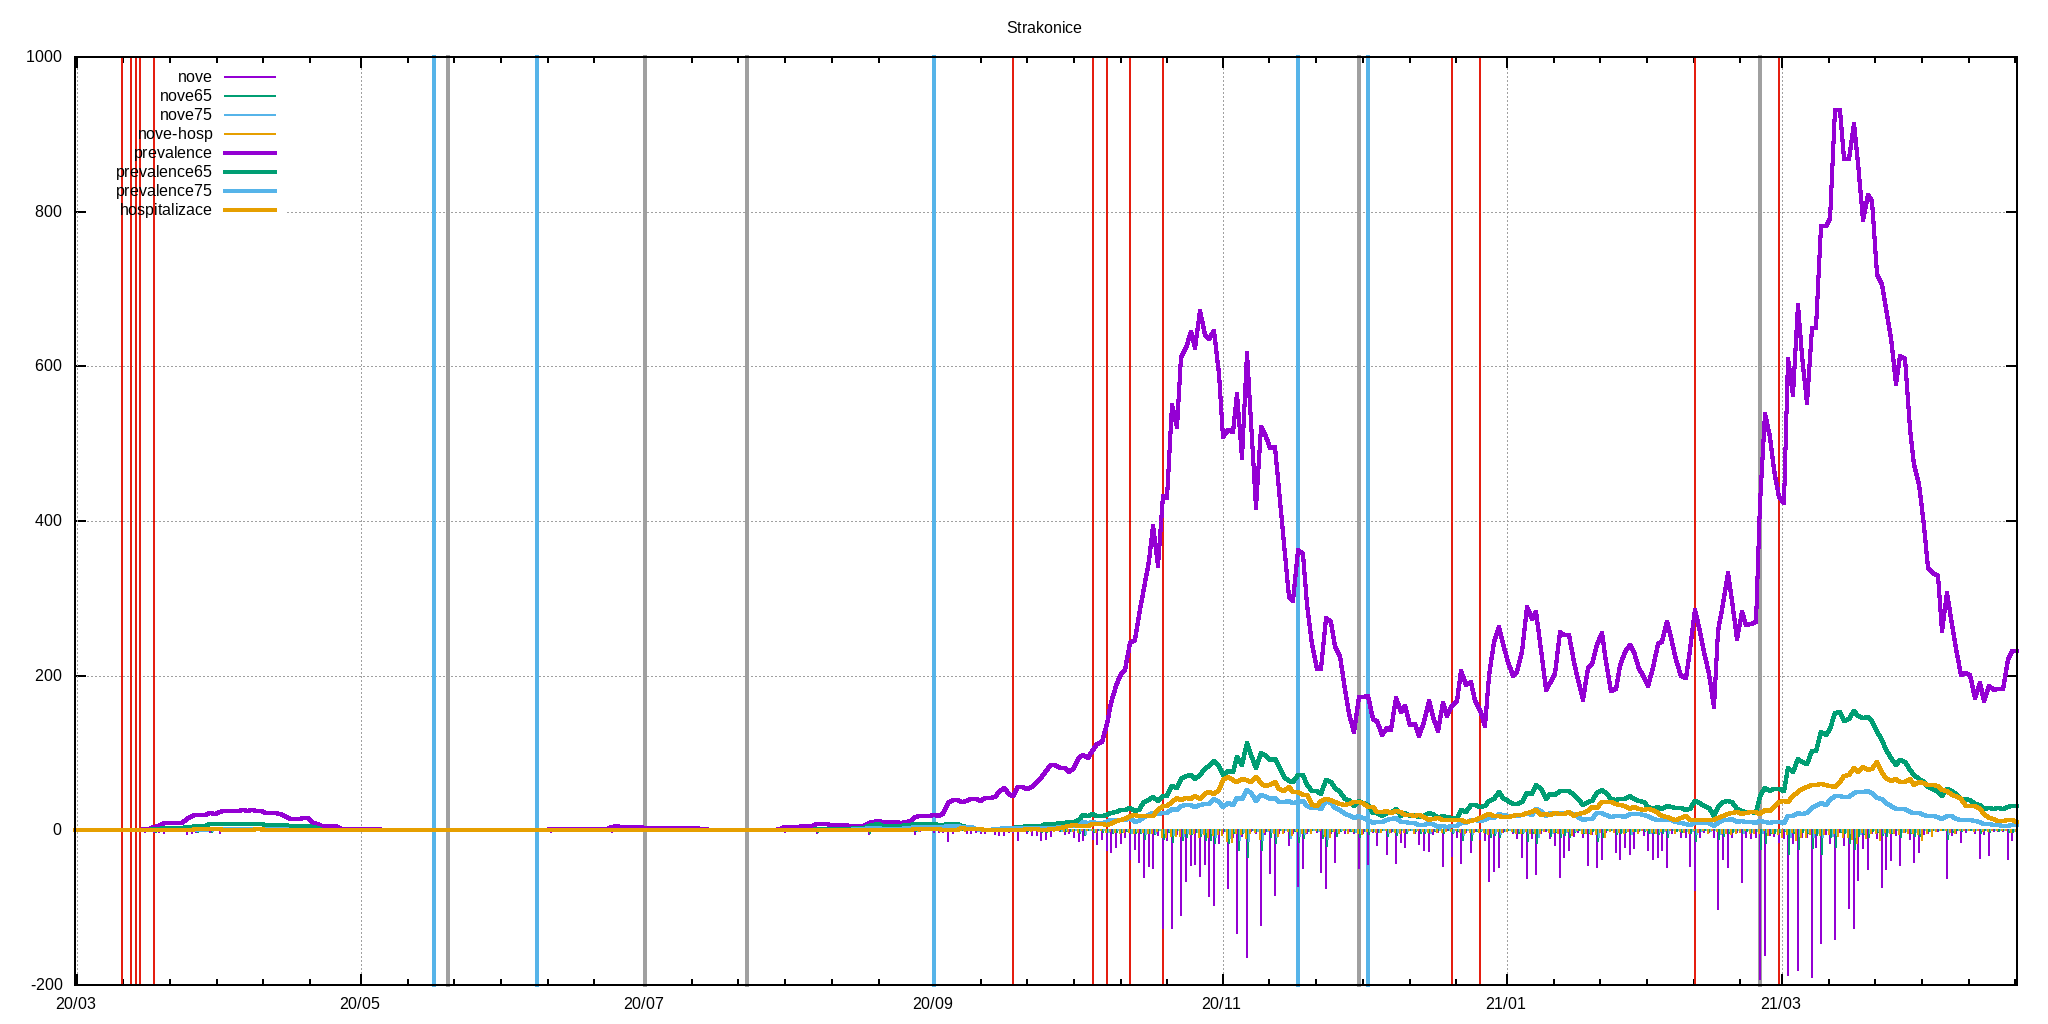 Strakonice
1000
800
600
400
200
0
-200
nove
nove65
nove75
nove-hosp
prevalence
prevalence65
prevalence75
hospitalizace
20/03 20/05 20/07 20/09 20/11 21/01 21/03